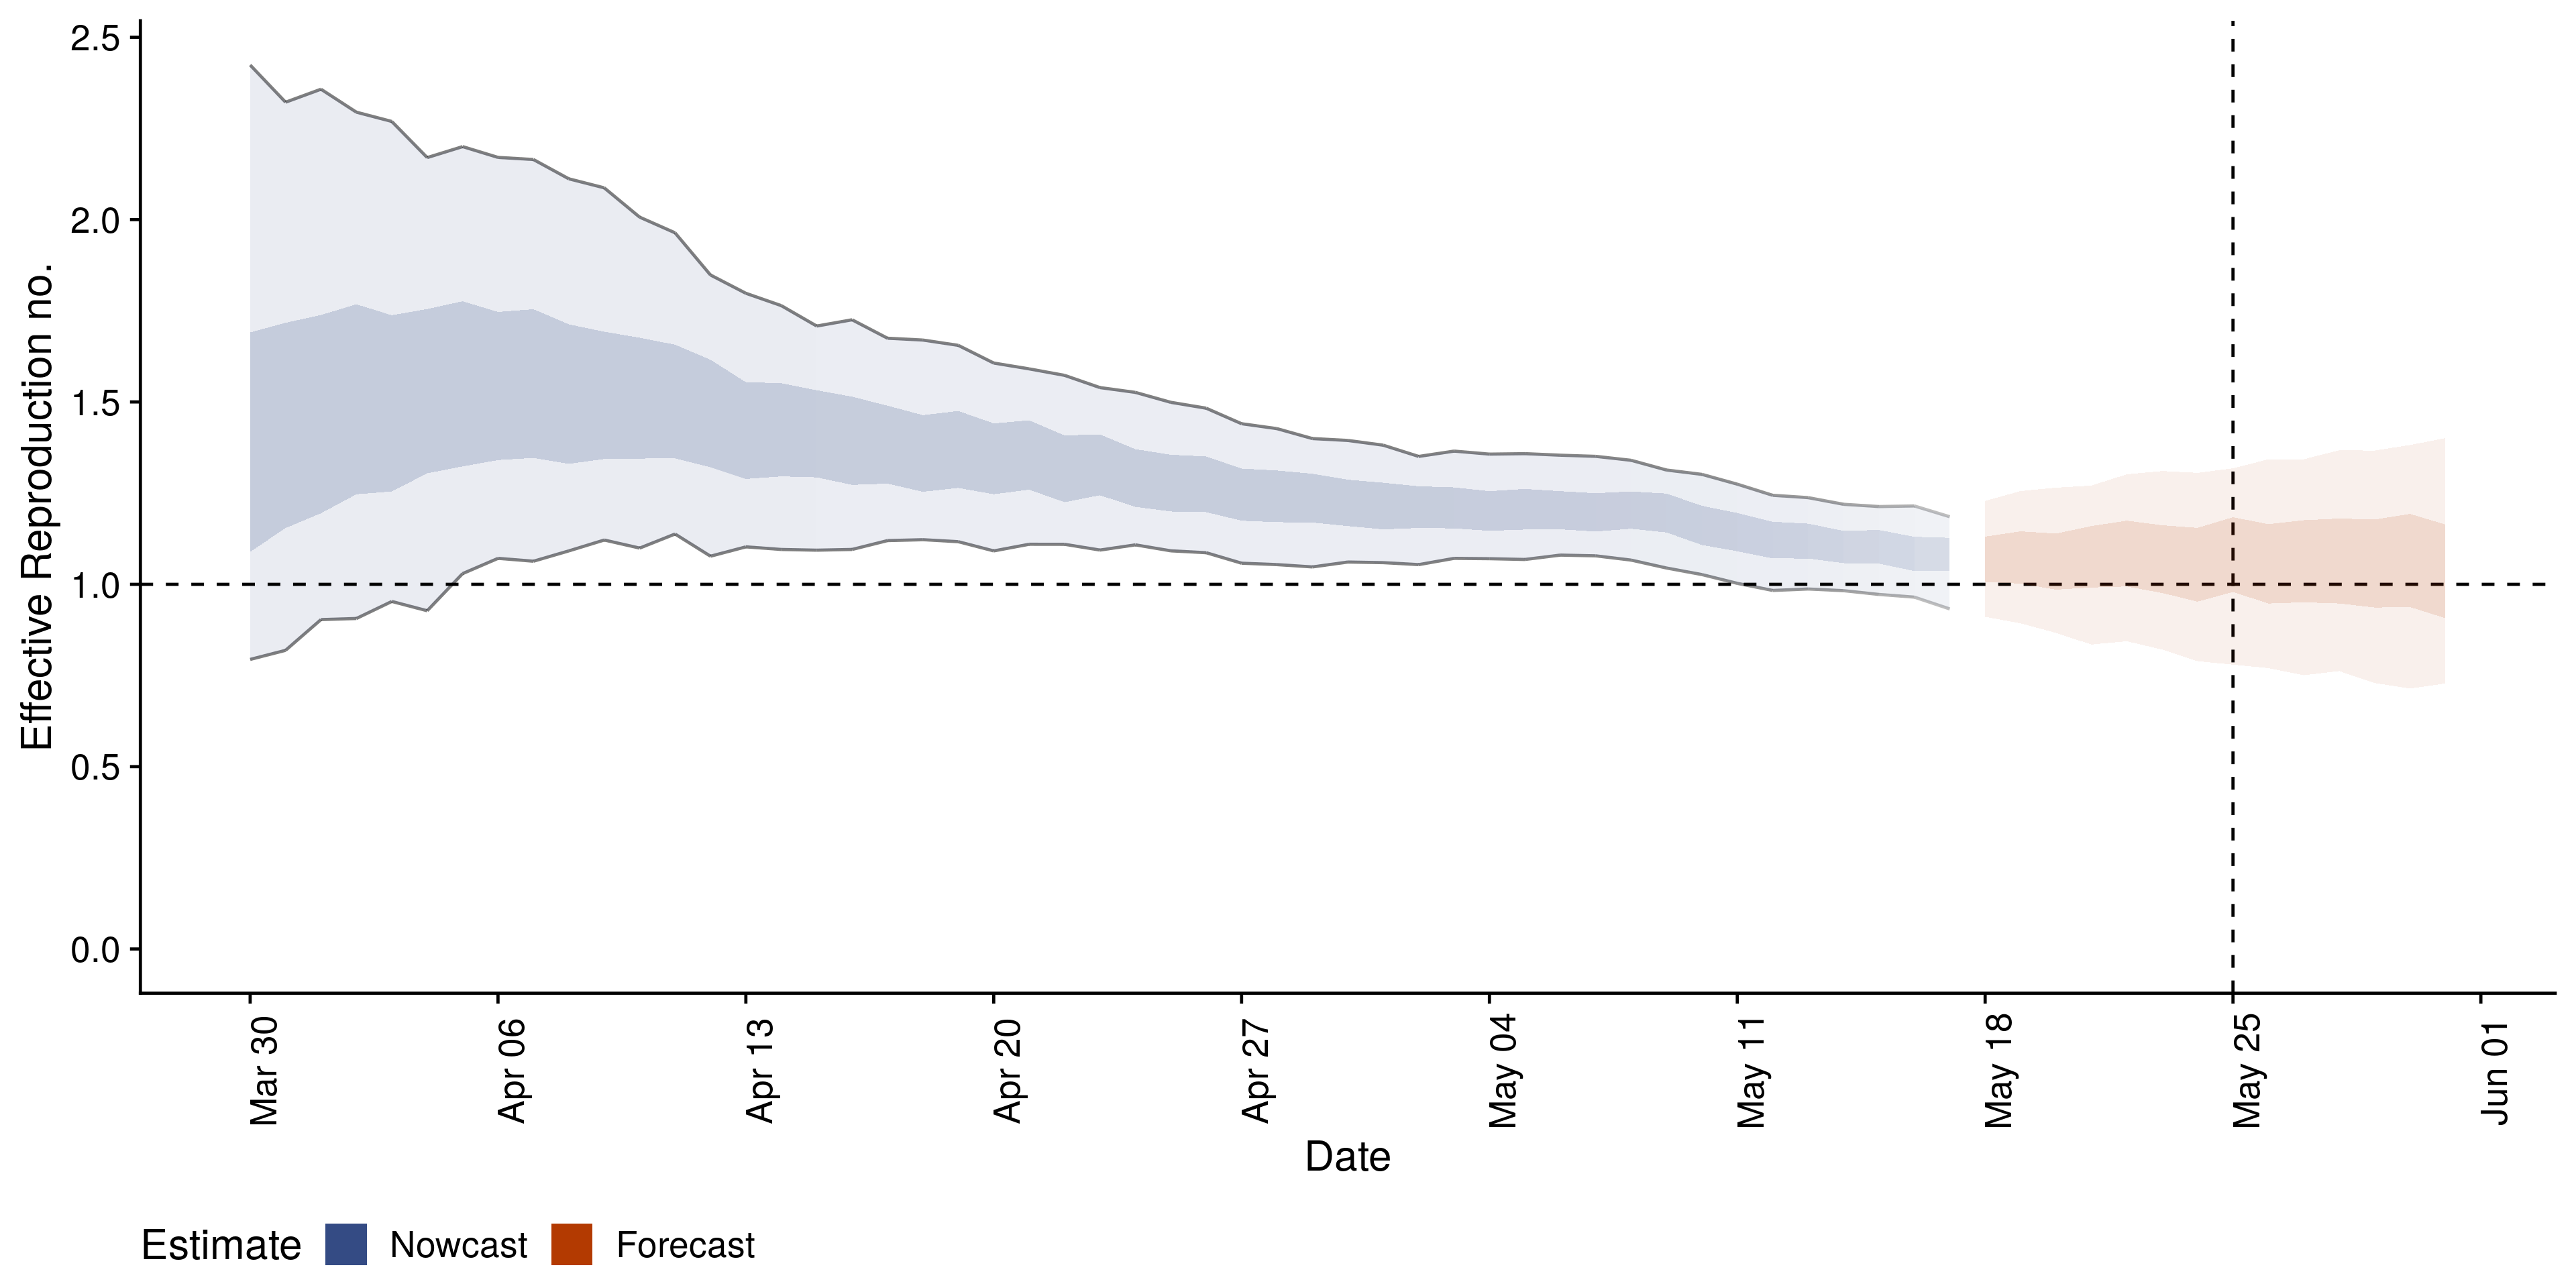 Effective Reproduction no.
2.5
2.0
1.5
1.0
0.5
0.0
Mar 30
Apr 06
Apr 13
Apr 20
Apr 27
May 04
May 11
May 18
May 25
Jun 01
Date
Estimate Nowcast Forecast